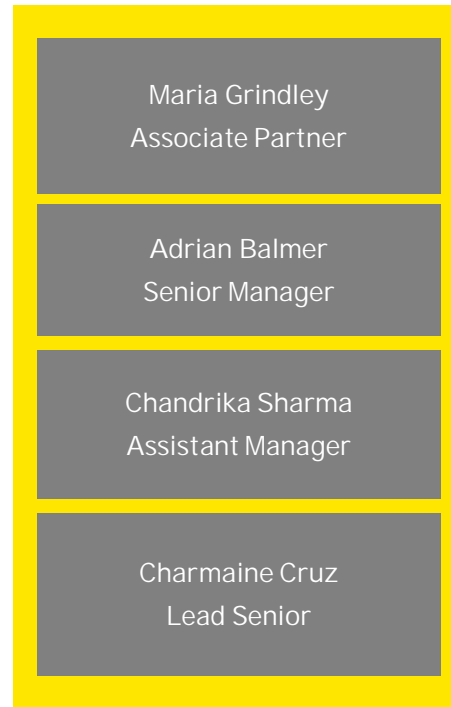 Maria Grindley
Associate Partner
Adrian Balmer
Senior Manager
Chandrika Sharma
Assistant Manager
Charmaine Cruz
Lead Senior